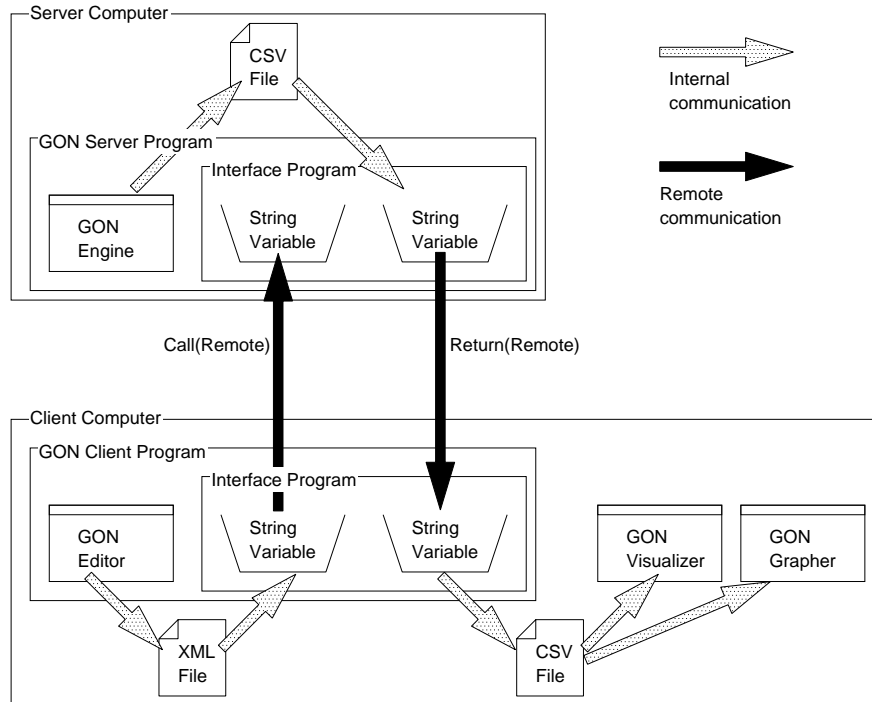 Server Computer
CSV
File
Internal
communication
GON Server Program
Interface Program
Remote
communication
GON
Engine
String
Variable
String
Variable
Call(Remote)
Return(Remote)
Client Computer
GON Client Program
Interface Program
GON
Editor
String
Variable
String
Variable
GON
Visualizer
GON
Grapher
XML
File
CSV
File